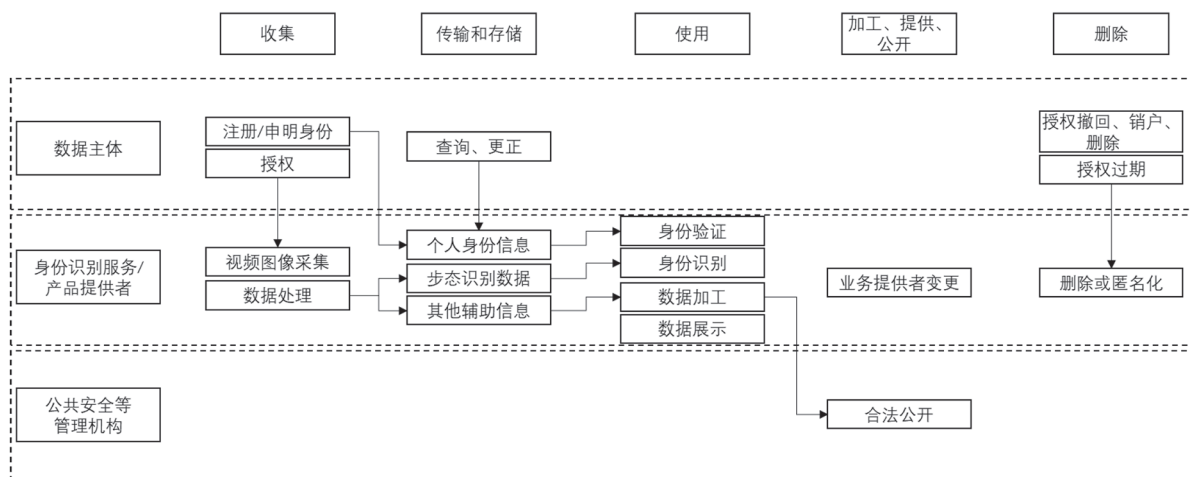 收集
传输和存储
使用
加工、提供、
公开
删除
数据主体
注册/申明身份
授权
查询、更正
授权撤回、销户、
删除
授权过期
身份识别服务/
产品提供者
视频图像采集
数据处理
个人身份信息
步态识别数据
其他辅助信息
身份验证
身份识别
数据加工
数据展示
业务提供者变更
删除或匿名化
公共安全等
管理机构
合法公开